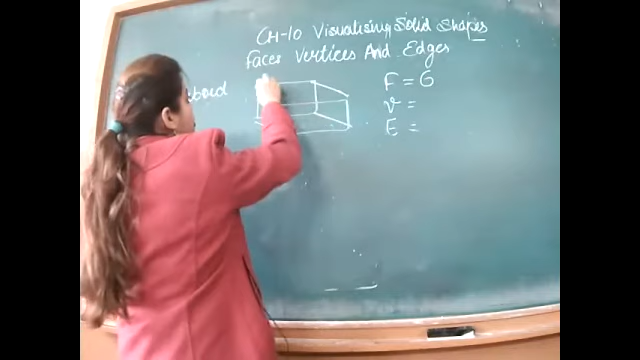 CH-10 Visualising Solid Shapes
Faces Vertices And Edges
F = 6
V =
E =